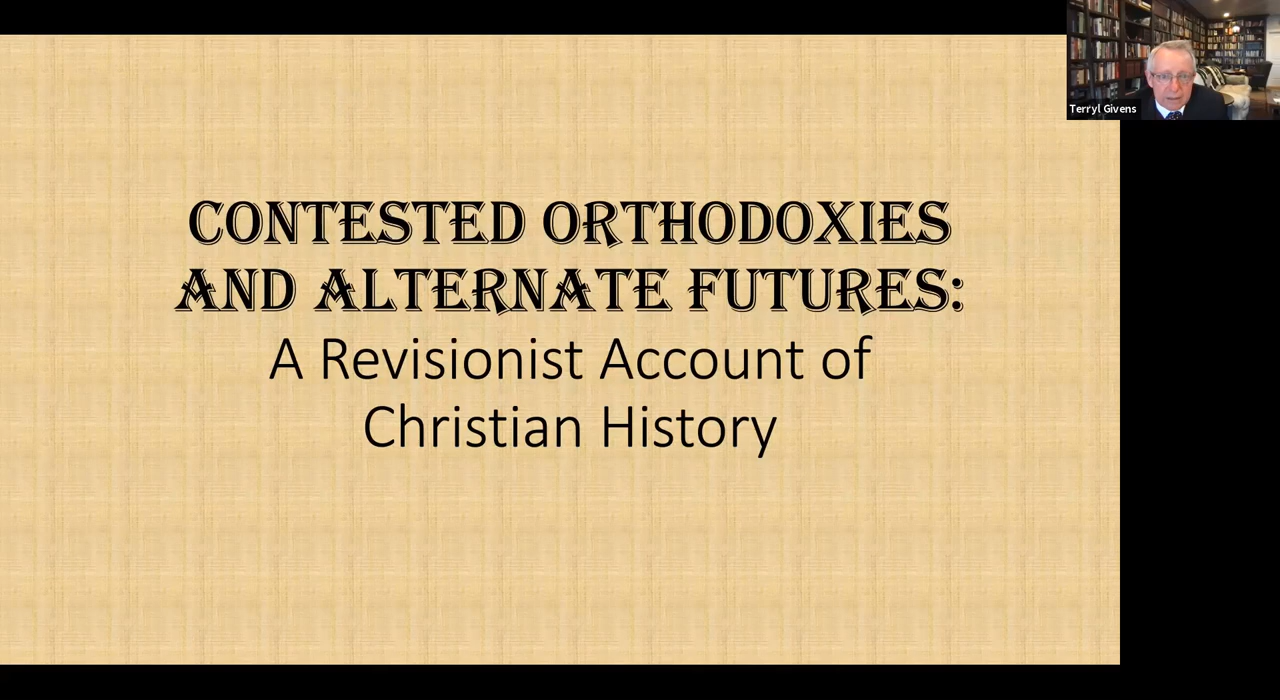 CONTESTED ORTHODOXIES
AND ALTERNATE FUTURES:
A Revisionist Account of
Christian History
Terryl Givens